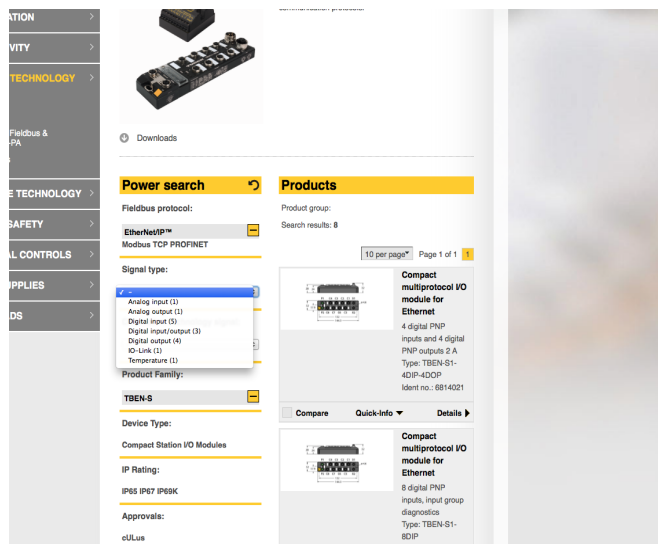 ATION
VITY
TECHNOLOGY
Fieldbus &
-PA
E TECHNOLOGY
SAFETY
AL CONTROLS
UPPLIES
DS
Downloads
Power search
Fieldbus protocol:
EtherNet/IP™
Modbus TCP PROFINET
Signal type:
✓ –
Analog input (1)
Analog output (1)
Digital input (5)
Digital input/output (3)
Digital output (4)
IO-Link (1)
Temperature (1)
Product Family:
TBEN-S
Device Type:
Compact Station I/O Modules
IP Rating:
IP65 IP67 IP69K
Approvals:
cULus
Products
Product group:
Search results: 8
10 per page Page 1 of 1 1
Compact
multiprotocol I/O
module for
Ethernet
4 digital PNP
inputs and 4 digital
PNP outputs 2 A
Type: TBEN-S1-
4DIP-4DOP
Ident no.: 6814021
Compare Quick-Info Details
Compact
multiprotocol I/O
module for
Ethernet
8 digital PNP
inputs, input group
diagnostics
Type: TBEN-S1-
8DIP